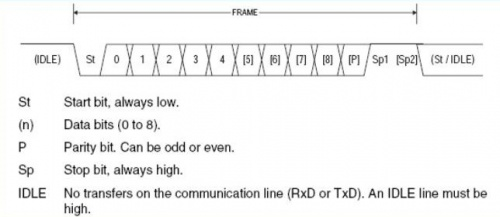 FRAME
(IDLE) St 0 1 2 3 4 [5] [6] [7] [8] [P] Sp1 [Sp2] (St / IDLE)
St Start bit, always low.
(n) Data bits (0 to 8).
P Parity bit. Can be odd or even.
Sp Stop bit, always high.
IDLE No transfers on the communication line (RxD or TxD). An IDLE line must be
high.